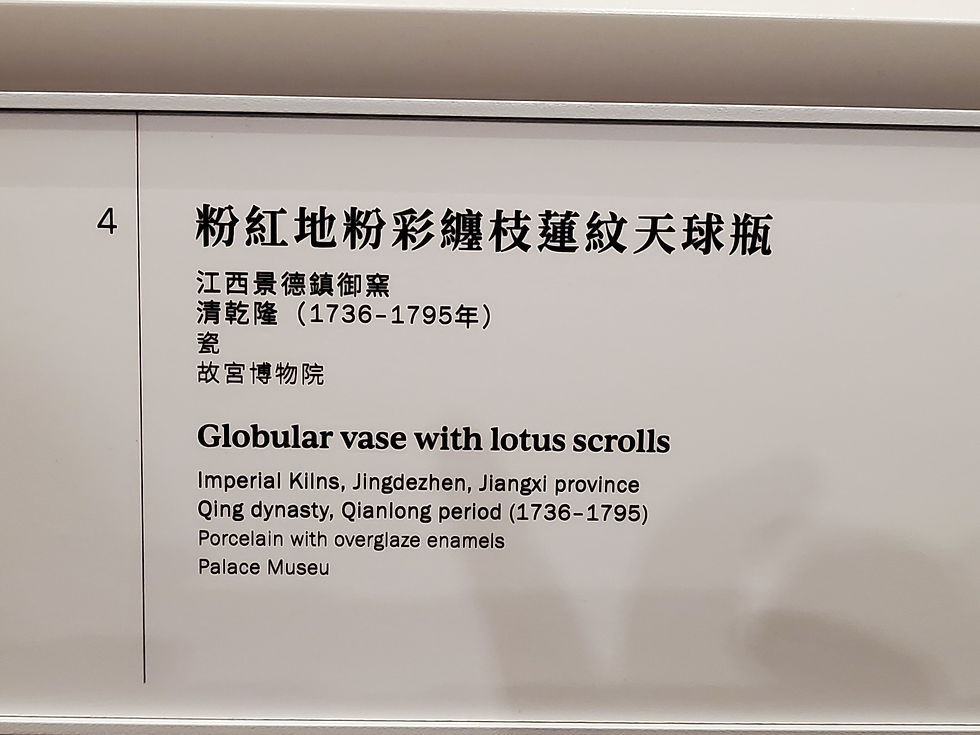 4
粉紅地粉彩纏枝蓮紋天球瓶
江西景德鎮御窯
清乾隆（1736–1795年）
瓷
故宮博物院
Globular vase with lotus scrolls
Imperial Kilns, Jingdezhen, Jiangxi province
Qing dynasty, Qianlong period (1736–1795)
Porcelain with overglaze enamels
Palace Museu